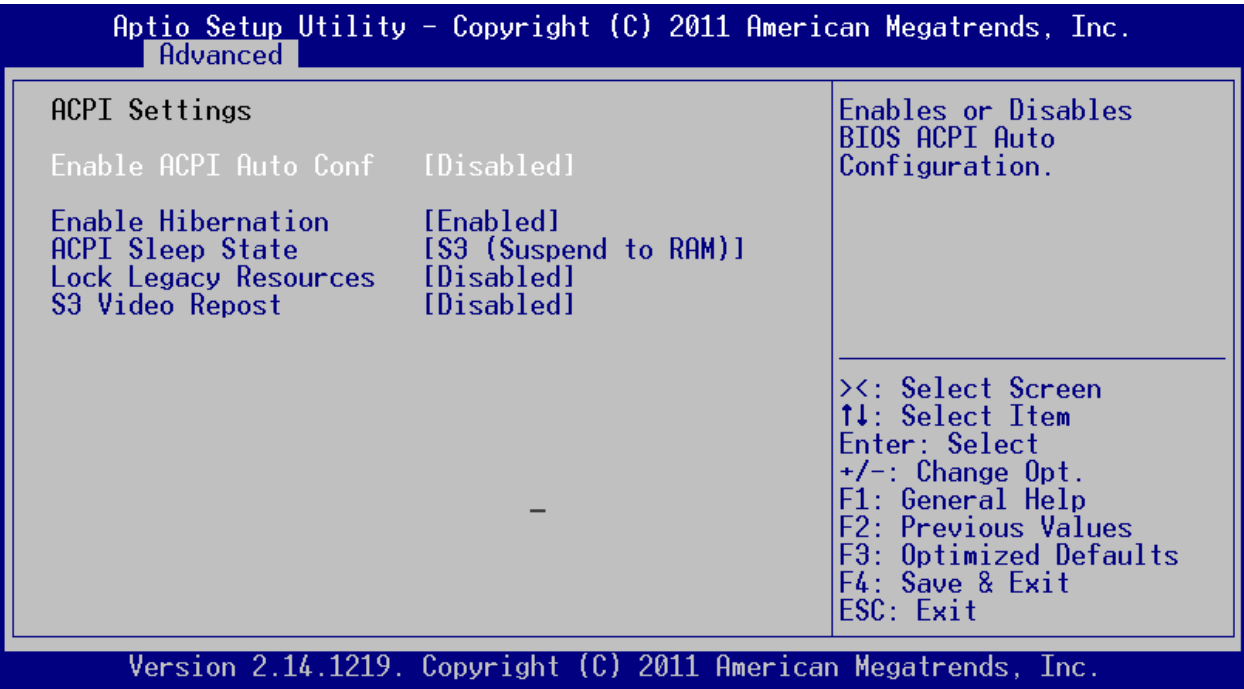 Aptio Setup Utility – Copyright (C) 2011 American Megatrends, Inc.
Advanced
ACPI Settings
Enable ACPI Auto Conf [Disabled]
Enable Hibernation [Enabled]
ACPI Sleep State [S3 (Suspend to RAM)]
Lock Legacy Resources [Disabled]
S3 Video Repost [Disabled]
Enables or Disables
BIOS ACPI Auto
Configuration.
><: Select Screen
↑↓: Select Item
Enter: Select
+/-: Change Opt.
F1: General Help
F2: Previous Values
F3: Optimized Defaults
F4: Save & Exit
ESC: Exit
Version 2.14.1219. Copyright (C) 2011 American Megatrends, Inc.